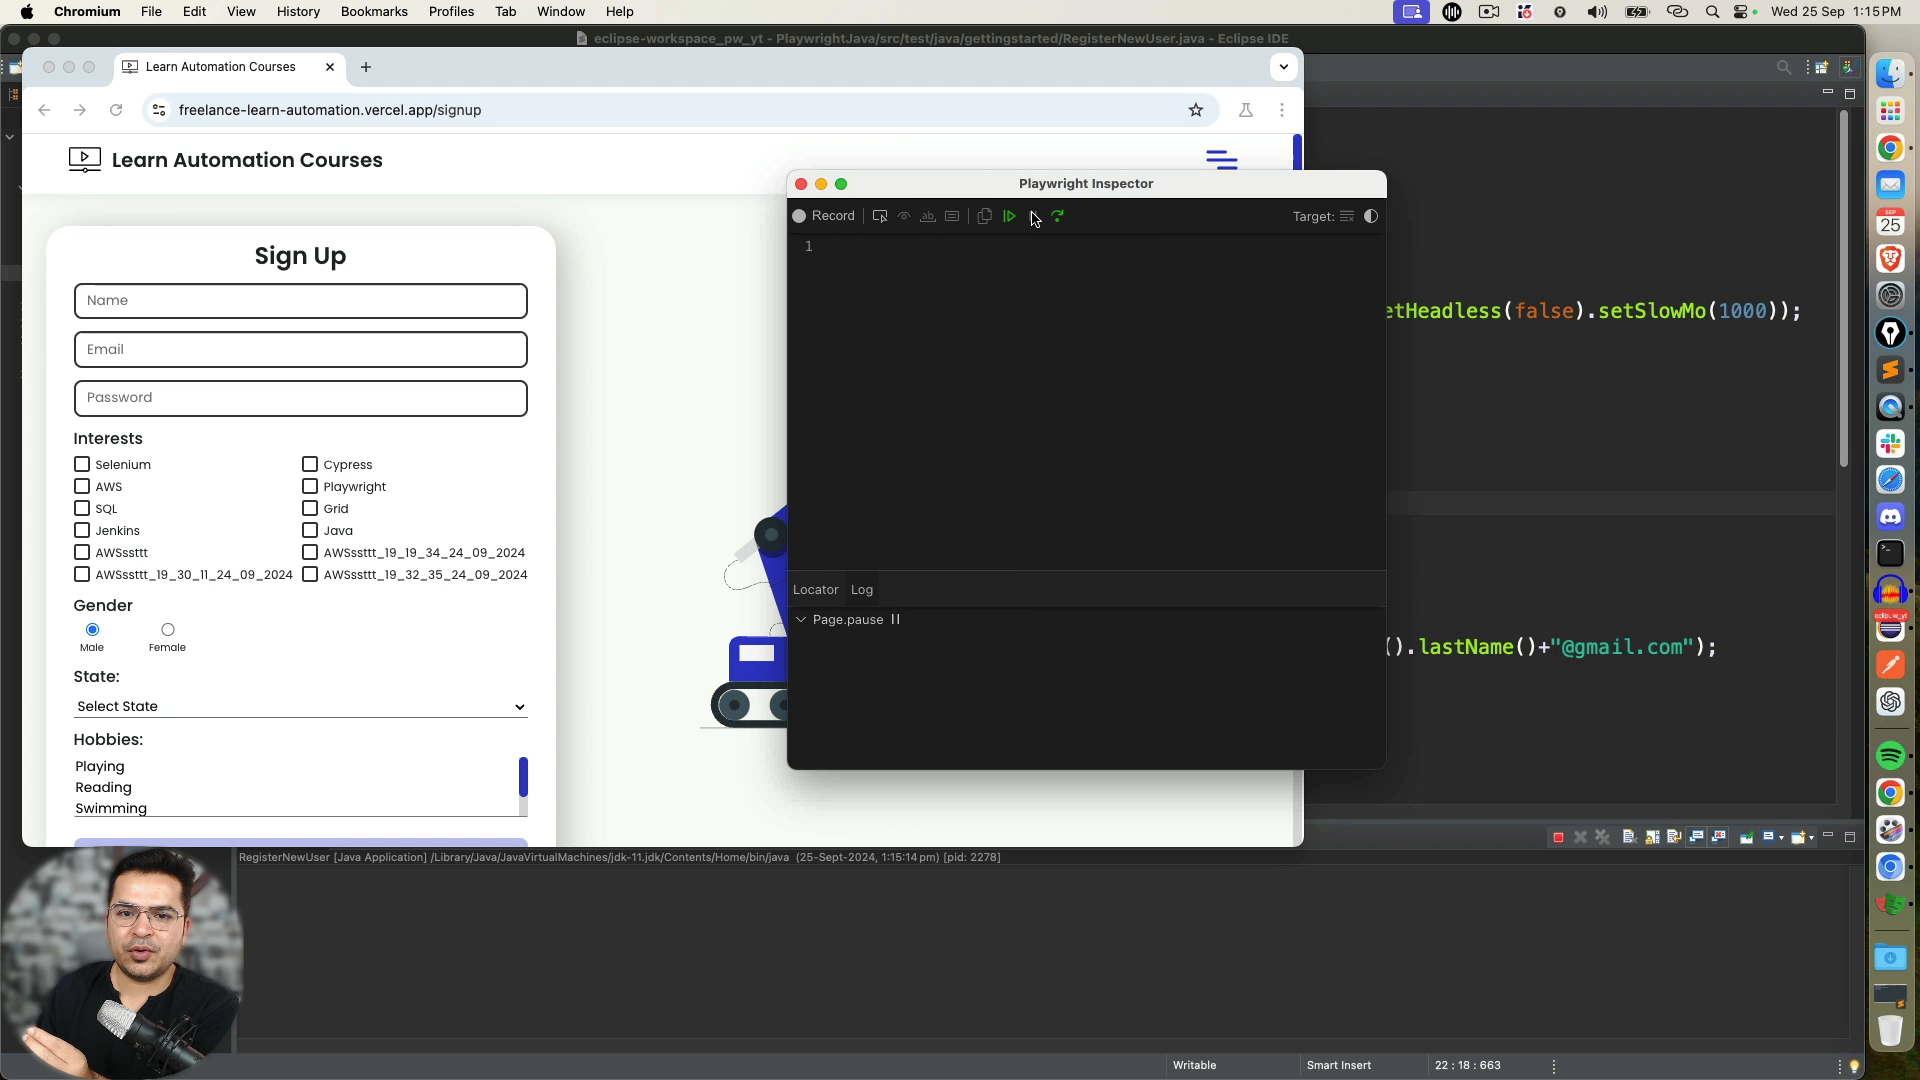 Chromium File Edit View History Bookmarks Profiles Tab Window Help
Wed 25 Sep 1:15PM
eclipse-workspace_pw_yt - PlaywrightJava/src/test/java/gettingstarted/RegisterNewUser.java - Eclipse IDE
Learn Automation Courses
freelance-learn-automation.vercel.app/signup
Learn Automation Courses
Playwright Inspector
Record
Target:
1
Sign Up
Name
Email
Password
Interests
Selenium
Cypress
AWS
Playwright
SQL
Grid
Jenkins
Java
AWSssttt
AWSssttt_19_19_34_24_09_2024
AWSssttt_19_30_11_24_09_2024
AWSssttt_19_32_35_24_09_2024
Gender
Male
Female
State:
Select State
Hobbies:
Playing
Reading
Swimming
Locator Log
Page.pause
etHeadless(false).setSlowMo(1000));
().lastName()+"@gmail.com");
RegisterNewUser [Java Application] /Library/Java/JavaVirtualMachines/jdk-11.jdk/Contents/Home/bin/java (25-Sept-2024, 1:15:14 pm) [pid: 2278]
Writable
Smart Insert
22 : 18 : 663
SEP
25